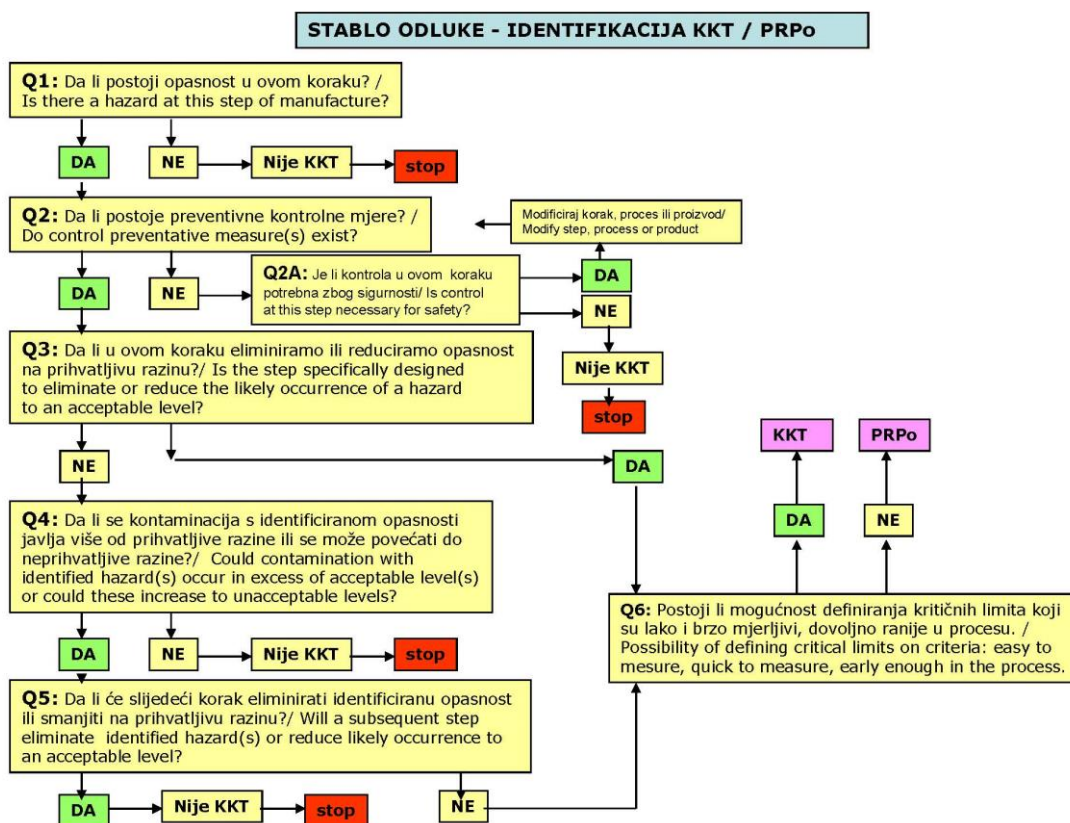 STABLO ODLUKE - IDENTIFIKACIJA KKT / PRPo
Q1: Da li postoji opasnost u ovom koraku? /
Is there a hazard at this step of manufacture?
DA
NE
Nije KKT
stop
Q2: Da li postoje preventivne kontrolne mjere? /
Do control preventative measure(s) exist?
Modificiraj korak, proces ili proizvod/
Modify step, process or product
DA
NE
Q2A: Je li kontrola u ovom koraku
potrebna zbog sigurnosti/ Is control
at this step necessary for safety?
DA
NE
Nije KKT
stop
Q3: Da li u ovom koraku eliminiramo ili reduciramo opasnost
na prihvatljivu razinu?/ Is the step specifically designed
to eliminate or reduce the likely occurrence of a hazard
to an acceptable level?
NE
DA
KKT
PRPo
DA
NE
Q4: Da li se kontaminacija s identificiranom opasnosti
javlja više od prihvatljive razine ili se može povećati do
neprihvatljive razine?/ Could contamination with
identified hazard(s) occur in excess of acceptable level(s)
or could these increase to unacceptable levels?
DA
NE
Nije KKT
stop
Q6: Postoji li mogućnost definiranja kritičnih limita koji
su lako i brzo mjerljivi, dovoljno ranije u procesu. /
Possibility of defining critical limits on criteria: easy to
mesure, quick to measure, early enough in the process.
Q5: Da li će slijedeći korak eliminirati identificiranu opasnost
ili smanjiti na prihvatljivu razinu?/ Will a subsequent step
eliminate identified hazard(s) or reduce likely occurrence to
an acceptable level?
DA
Nije KKT
stop
NE